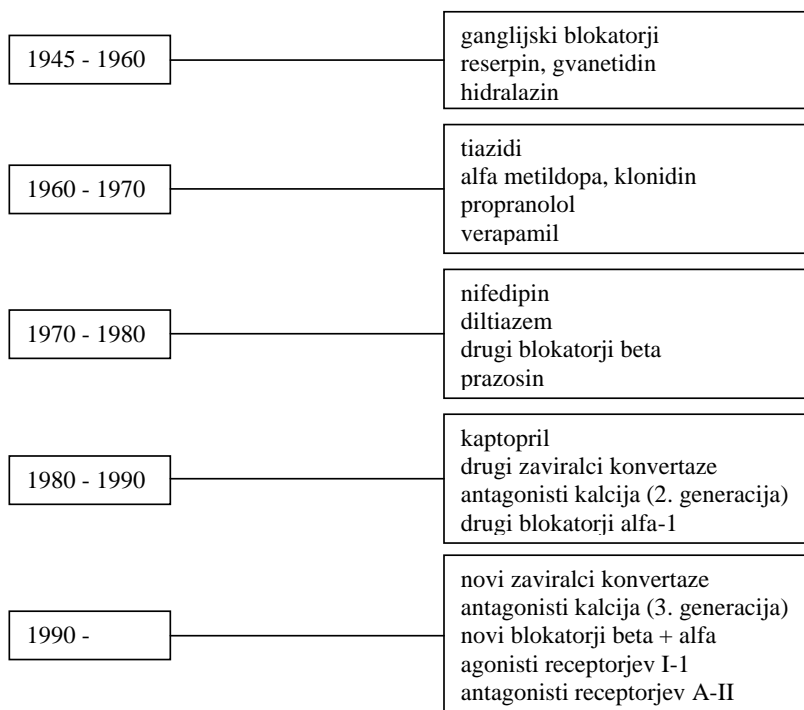 1945 - 1960
ganglijski blokatorji
reserpin, gvanetidin
hidralazin
1960 - 1970
tiazidi
alfa metildopa, klonidin
propranolol
verapamil
1970 - 1980
nifedipin
diltiazem
drugi blokatorji beta
prazosin
1980 - 1990
kaptopril
drugi zaviralci konvertaze
antagonisti kalcija (2. generacija)
drugi blokatorji alfa-1
1990 -
novi zaviralci konvertaze
antagonisti kalcija (3. generacija)
novi blokatorji beta + alfa
agonisti receptorjev I-1
antagonisti receptorjev A-II